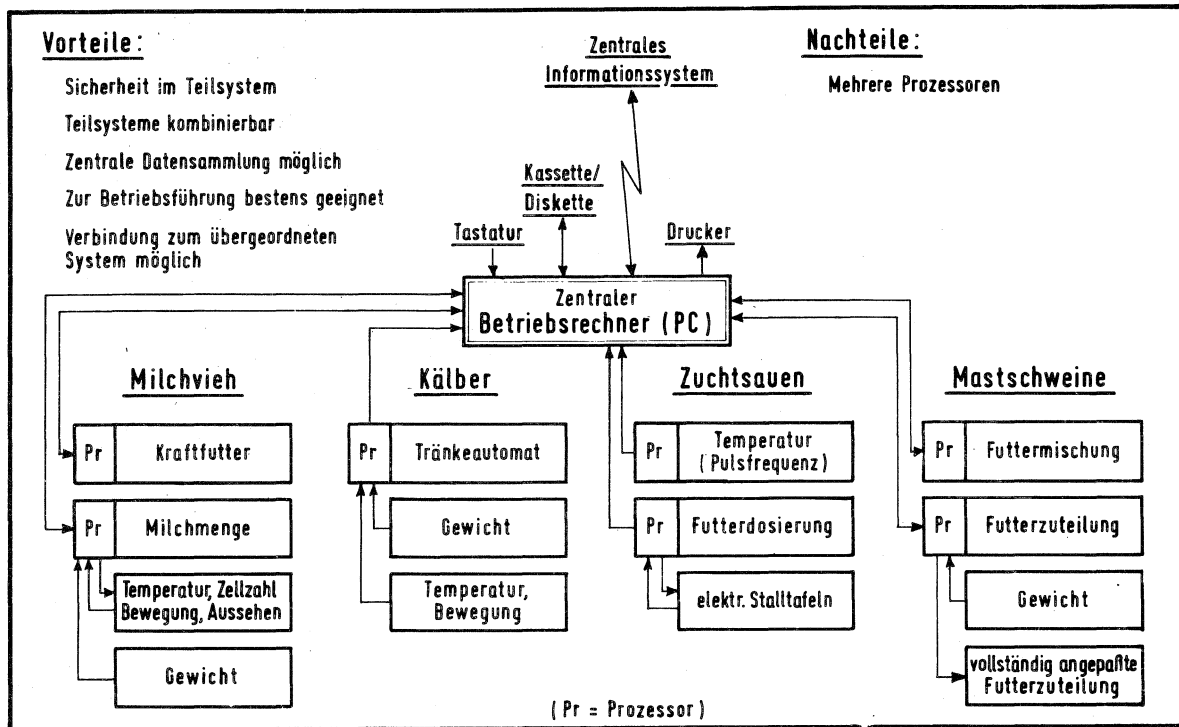 Vorteile:
Sicherheit im Teilsystem
Teilsysteme kombinierbar
Zentrale Datensammlung möglich
Zur Betriebsführung bestens geeignet
Verbindung zum übergeordneten
System möglich
Nachteile:
Mehrere Prozessoren
Zentrales
Informationssystem
Kassette/
Diskette
Tastatur
Drucker
Zentraler
Betriebsrechner (PC)
Milchvieh
Pr Kraftfutter
Pr Milchmenge
Temperatur, Zellzahl
Bewegung, Aussehen
Gewicht
Kälber
Pr Tränkeautomat
Gewicht
Temperatur,
Bewegung
Zuchtsauen
Pr Temperatur
(Pulsfrequenz)
Pr Futterdosierung
elektr. Stalltafeln
Mastschweine
Pr Futtermischung
Pr Futterzuteilung
Gewicht
vollständig angepaßte
Futterzuteilung
(Pr = Prozessor)